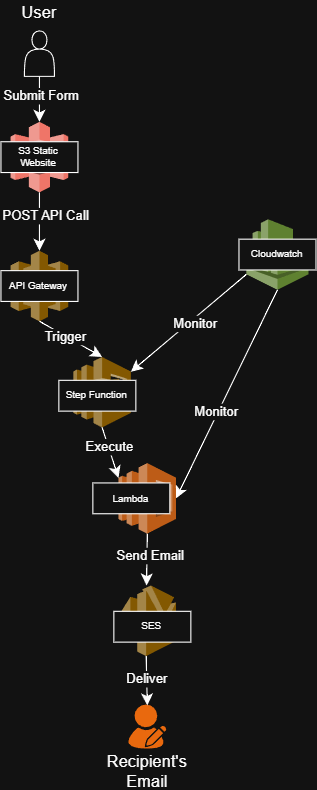 User
Submit Form
S3 Static
Website
POST API Call
Cloudwatch
API Gateway
Monitor
Trigger
Step Function
Monitor
Execute
Lambda
Send Email
SES
Deliver
Recipient's
Email